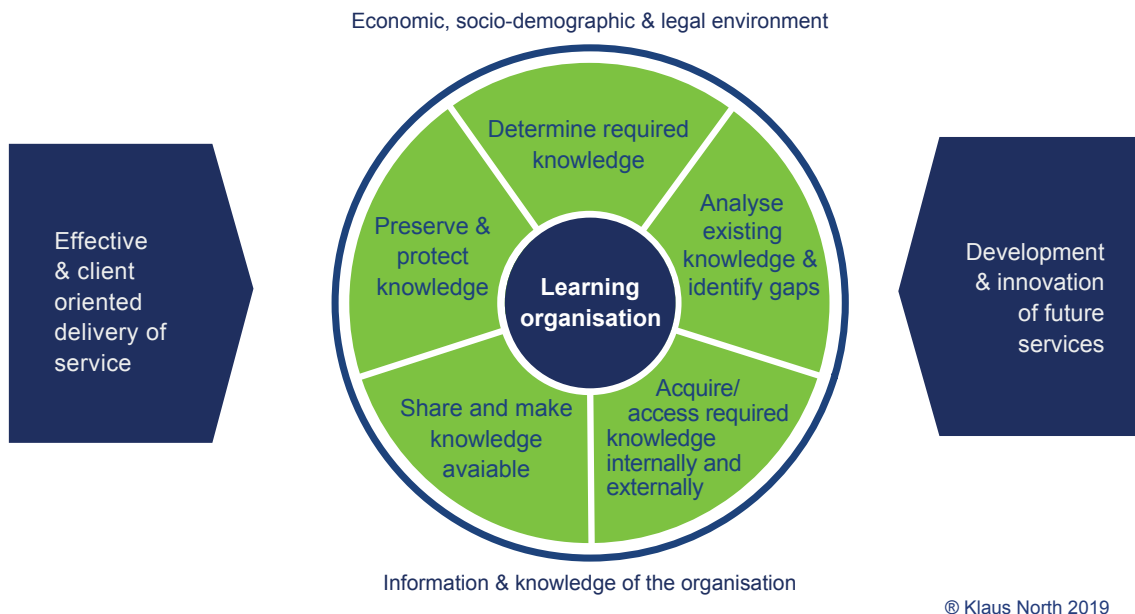 Economic, socio-demographic & legal environment
Determine required
knowledge
Analyse
existing
knowledge &
identify gaps
Acquire/
access required
knowledge
internally and
externally
Share and make
knowledge
avaiable
Preserve &
protect
knowledge
Learning
organisation
Effective
& client
oriented
delivery of
service
Development
& innovation
of future
services
Information & knowledge of the organisation
® Klaus North 2019